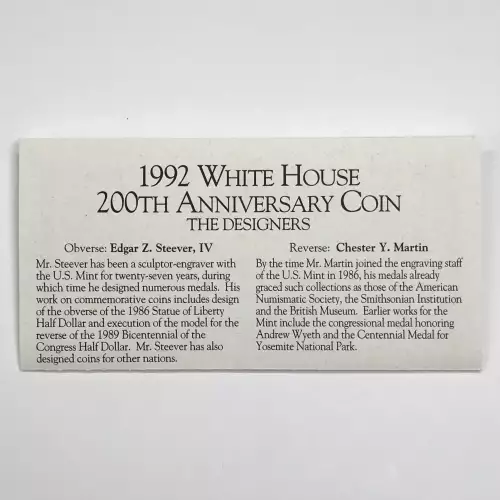 1992 WHITE HOUSE
200TH ANNIVERSARY COIN
THE DESIGNERS
Obverse: Edgar Z. Steever, IV
Mr. Steever has been a sculptor-engraver with
the U.S. Mint for twenty-seven years, during
which time he designed numerous medals. His
work on commemorative coins includes design
of the obverse of the 1986 Statue of Liberty
Half Dollar and execution of the model for the
reverse of the 1989 Bicentennial of the
Congress Half Dollar. Mr. Steever has also
designed coins for other nations.
Reverse: Chester Y. Martin
By the time Mr. Martin joined the engraving staff
of the U.S. Mint in 1986, his medals already
graced such collections as those of the American
Numismatic Society, the Smithsonian Institution
and the British Museum. Earlier works for the
Mint include the congressional medal honoring
Andrew Wyeth and the Centennial Medal for
Yosemite National Park.